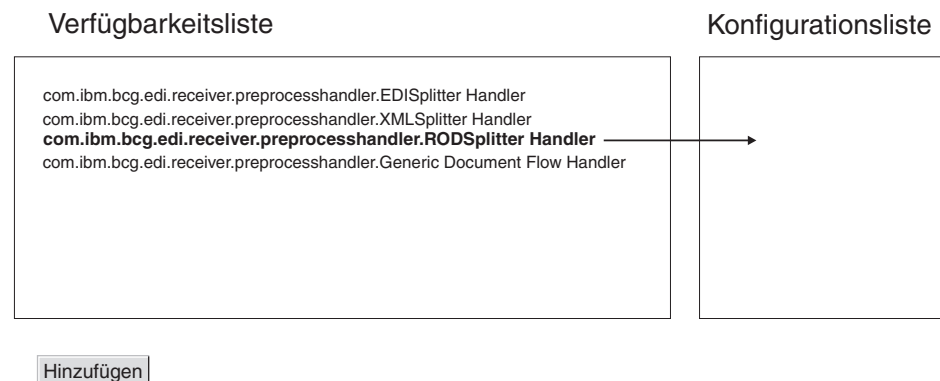 Verfügbarkeitsliste
Konfigurationsliste
com.ibm.bcg.edi.receiver.preprocesshandler.EDISplitter Handler
com.ibm.bcg.edi.receiver.preprocesshandler.XMLSplitter Handler
com.ibm.bcg.edi.receiver.preprocesshandler.RODSplitter Handler
com.ibm.bcg.edi.receiver.preprocesshandler.Generic Document Flow Handler
Hinzufügen